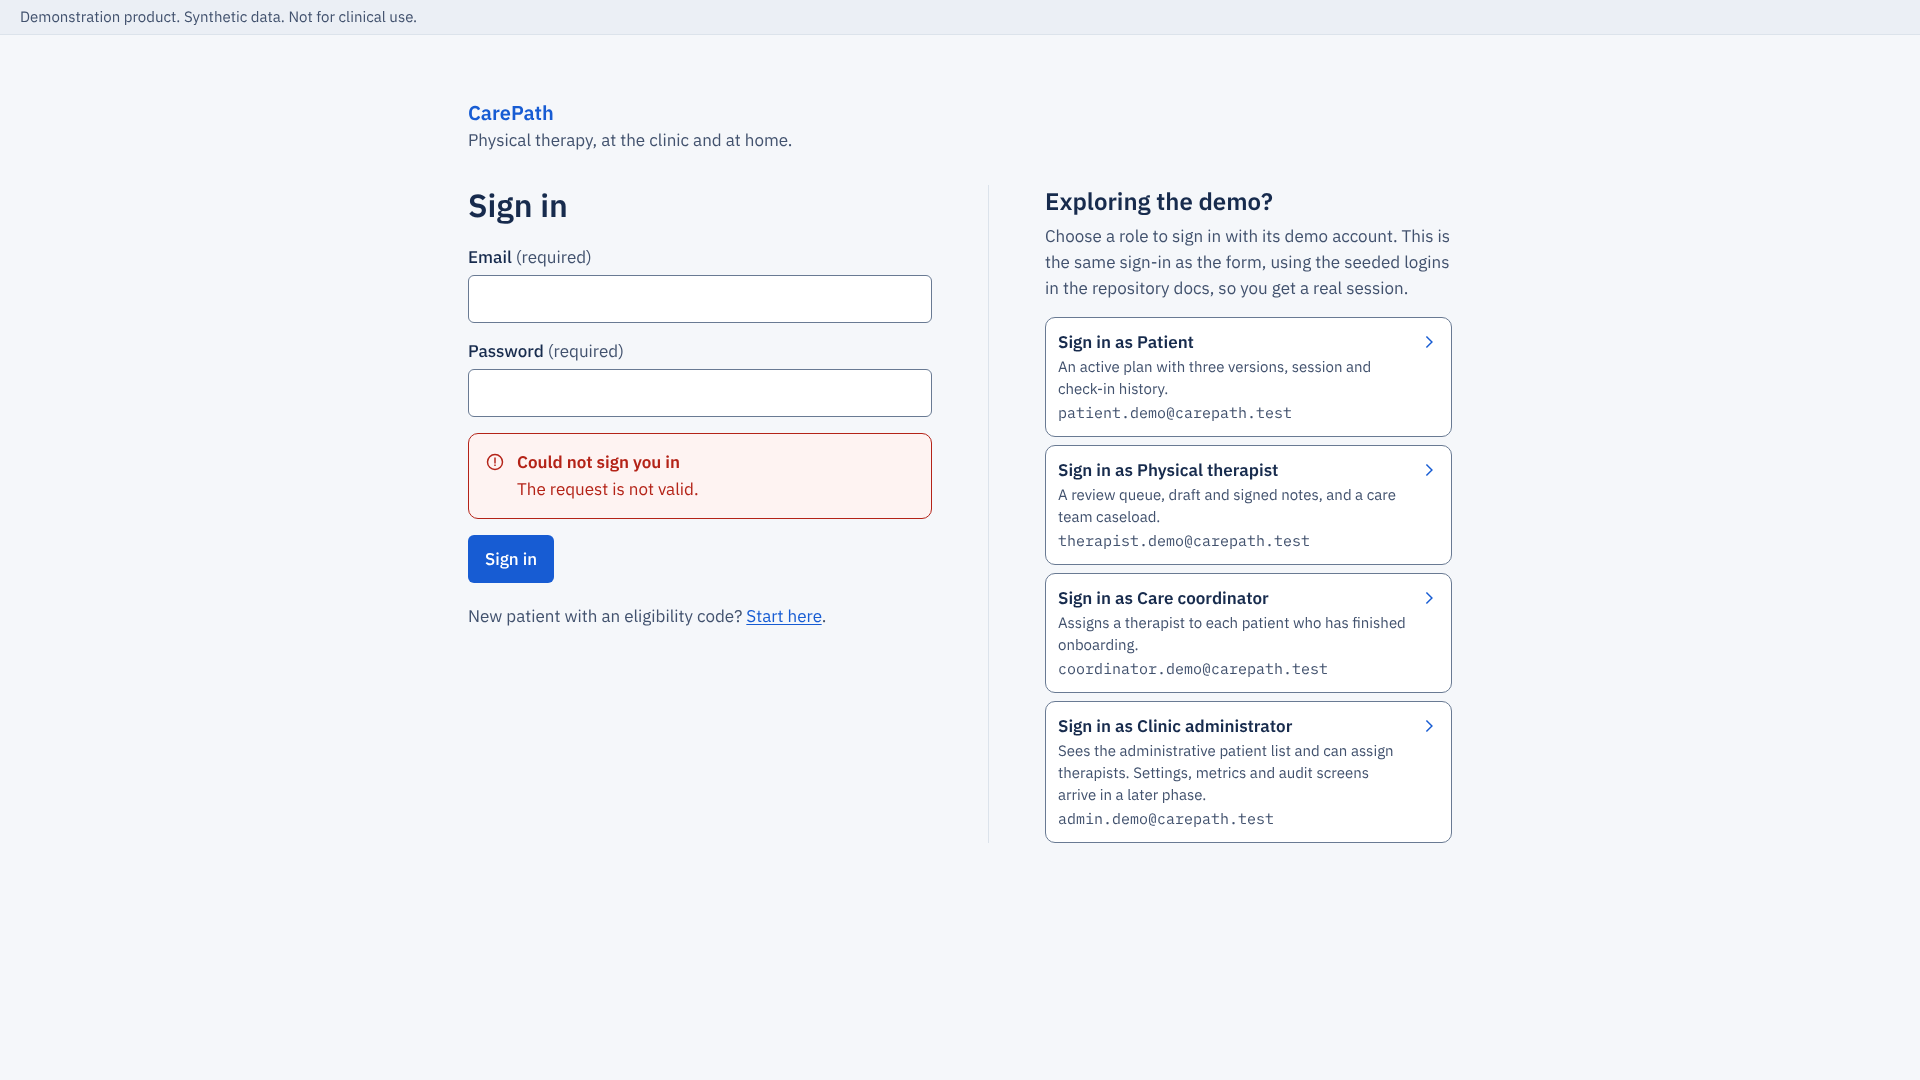 Demonstration product. Synthetic data. Not for clinical use.
CarePath
Physical therapy, at the clinic and at home.
Sign in
Email (required)
Password (required)
Could not sign you in
The request is not valid.
Sign in
New patient with an eligibility code? Start here.
Exploring the demo?
Choose a role to sign in with its demo account. This is
the same sign-in as the form, using the seeded logins
in the repository docs, so you get a real session.
Sign in as Patient
An active plan with three versions, session and
check-in history.
patient.demo@carepath.test
Sign in as Physical therapist
A review queue, draft and signed notes, and a care
team caseload.
therapist.demo@carepath.test
Sign in as Care coordinator
Assigns a therapist to each patient who has finished
onboarding.
coordinator.demo@carepath.test
Sign in as Clinic administrator
Sees the administrative patient list and can assign
therapists. Settings, metrics and audit screens
arrive in a later phase.
admin.demo@carepath.test